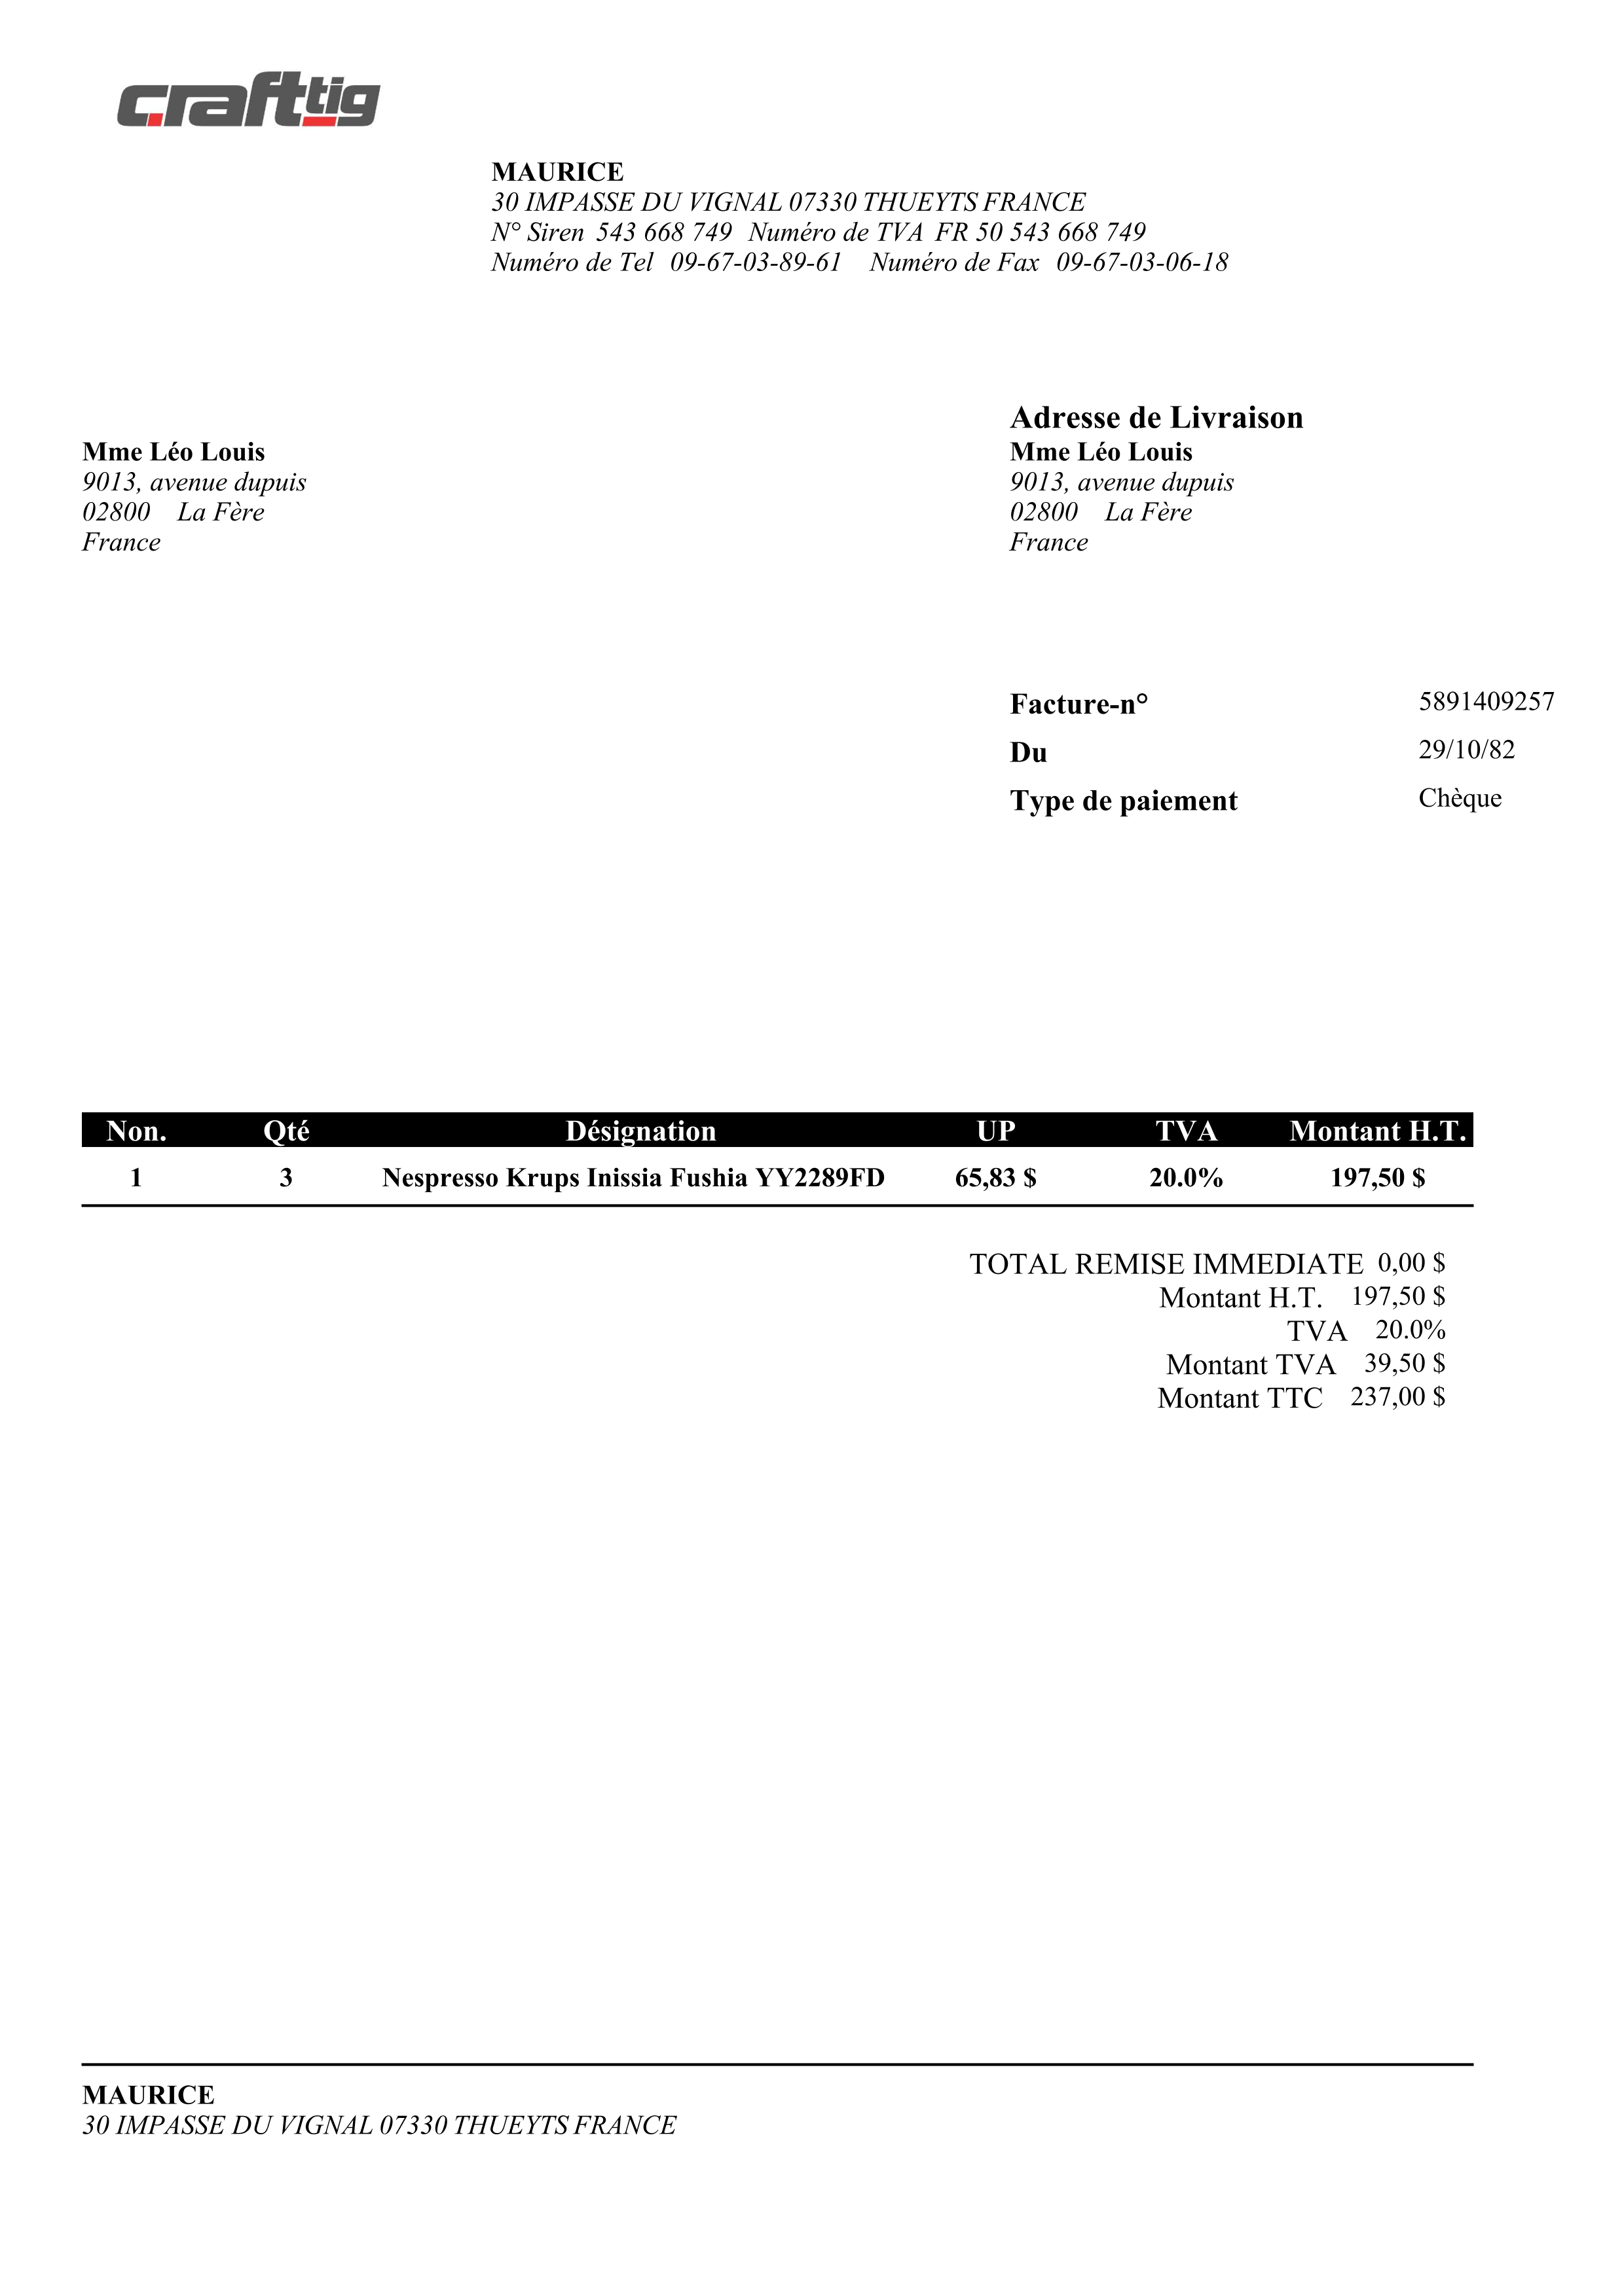 crafttig
MAURICE
30 IMPASSE DU VIGNAL 07330 THUEYTS FRANCE
N° Siren 543 668 749 Numéro de TVA FR 50 543 668 749
Numéro de Tel 09-67-03-89-61 Numéro de Fax 09-67-03-06-18
Mme Léo Louis
9013, avenue dupuis
02800 La Fère
France
Adresse de Livraison
Mme Léo Louis
9013, avenue dupuis
02800 La Fère
France
Facture-n° 5891409257
Du 29/10/82
Type de paiement Chèque
Non. Qté Désignation UP TVA Montant H.T.
1 3 Nespresso Krups Inissia Fushia YY2289FD 65,83 $ 20.0% 197,50 $
TOTAL REMISE IMMEDIATE 0,00 $
Montant H.T. 197,50 $
TVA 20.0%
Montant TVA 39,50 $
Montant TTC 237,00 $
MAURICE
30 IMPASSE DU VIGNAL 07330 THUEYTS FRANCE